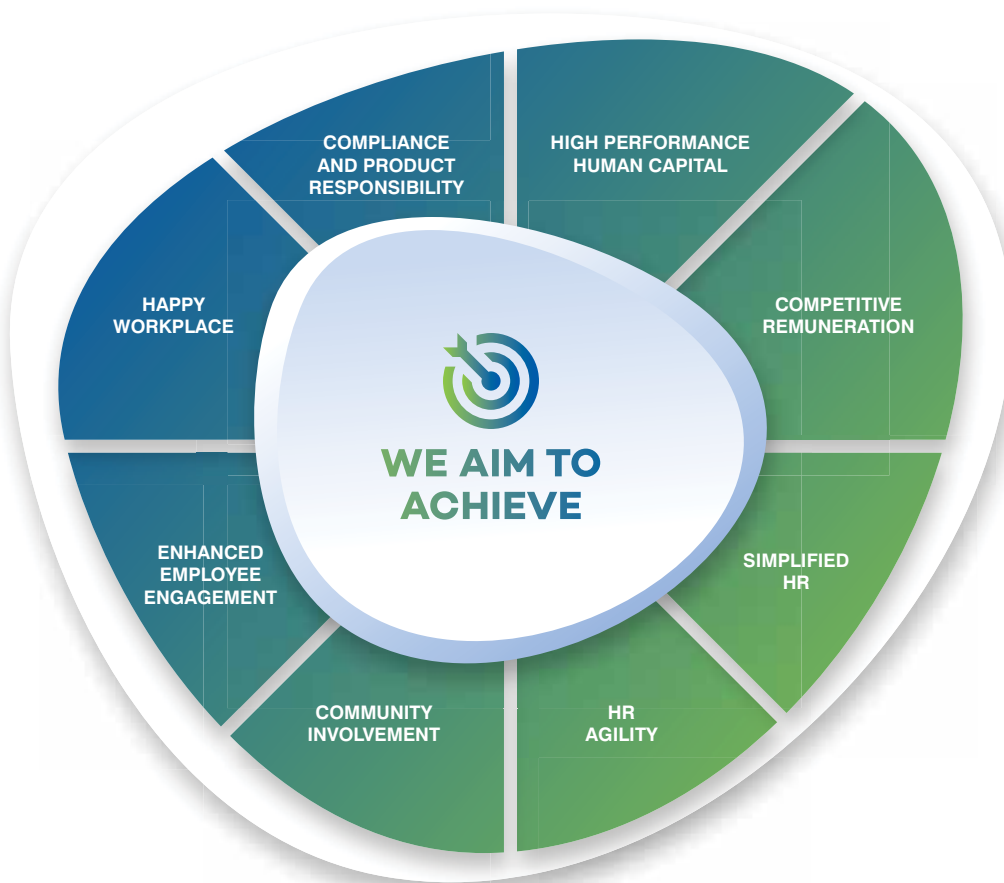 COMPLIANCE
AND PRODUCT
RESPONSIBILITY
HIGH PERFORMANCE
HUMAN CAPITAL
HAPPY
WORKPLACE
COMPETITIVE
REMUNERATION
WE AIM TO
ACHIEVE
ENHANCED
EMPLOYEE
ENGAGEMENT
SIMPLIFIED
HR
COMMUNITY
INVOLVEMENT
HR
AGILITY